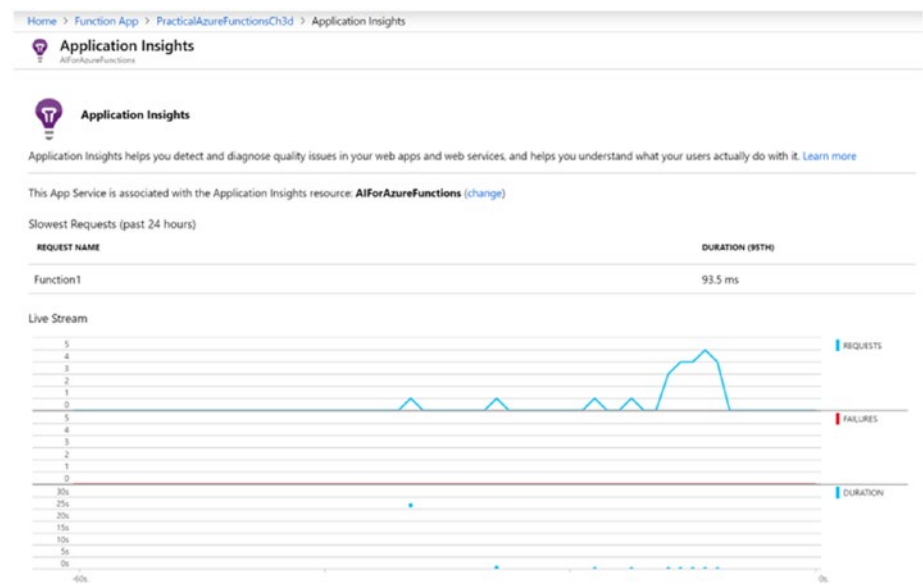 Home > Function App > PracticalAzureFunctionsCh3d > Application Insights
Application Insights
AIForAzureFunctions
Application Insights
Application Insights helps you detect and diagnose quality issues in your web apps and web services, and helps you understand what your users actually do with it. Learn more
This App Service is associated with the Application Insights resource: AIForAzureFunctions (change)
Slowest Requests (past 24 hours)
REQUEST NAME DURATION (95TH)
Function1 93.5 ms
Live Stream
5 REQUESTS
4
3
2
1
0
5 FAILURES
4
3
2
1
0
30s DURATION
25s
20s
15s
10s
5s
0s
-60s 0s